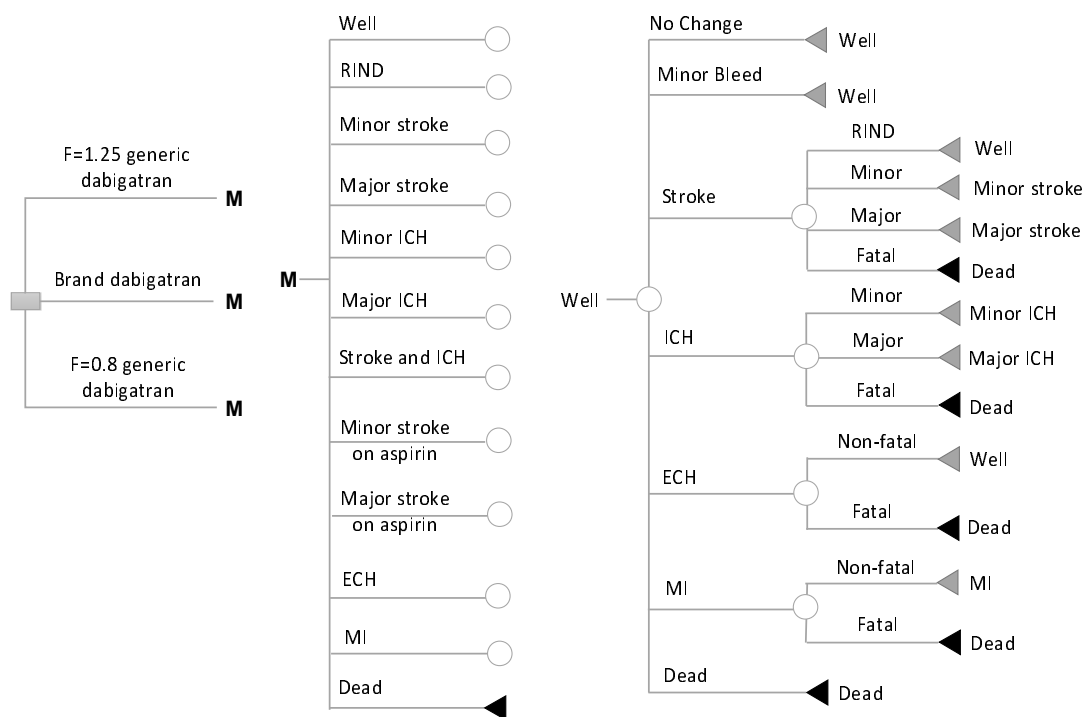 F=1.25 generic
dabigatran
M
Brand dabigatran
M
F=0.8 generic
dabigatran
M
M
Well
RIND
Minor stroke
Major stroke
Minor ICH
Major ICH
Stroke and ICH
Minor stroke
on aspirin
Major stroke
on aspirin
ECH
MI
Dead
Well
No Change
Well
Minor Bleed
Well
Stroke
RIND
Well
Minor
Minor stroke
Major
Major stroke
Fatal
Dead
ICH
Minor
Minor ICH
Major
Major ICH
Fatal
Dead
ECH
Non-fatal
Well
Fatal
Dead
MI
Non-fatal
MI
Fatal
Dead
Dead
Dead